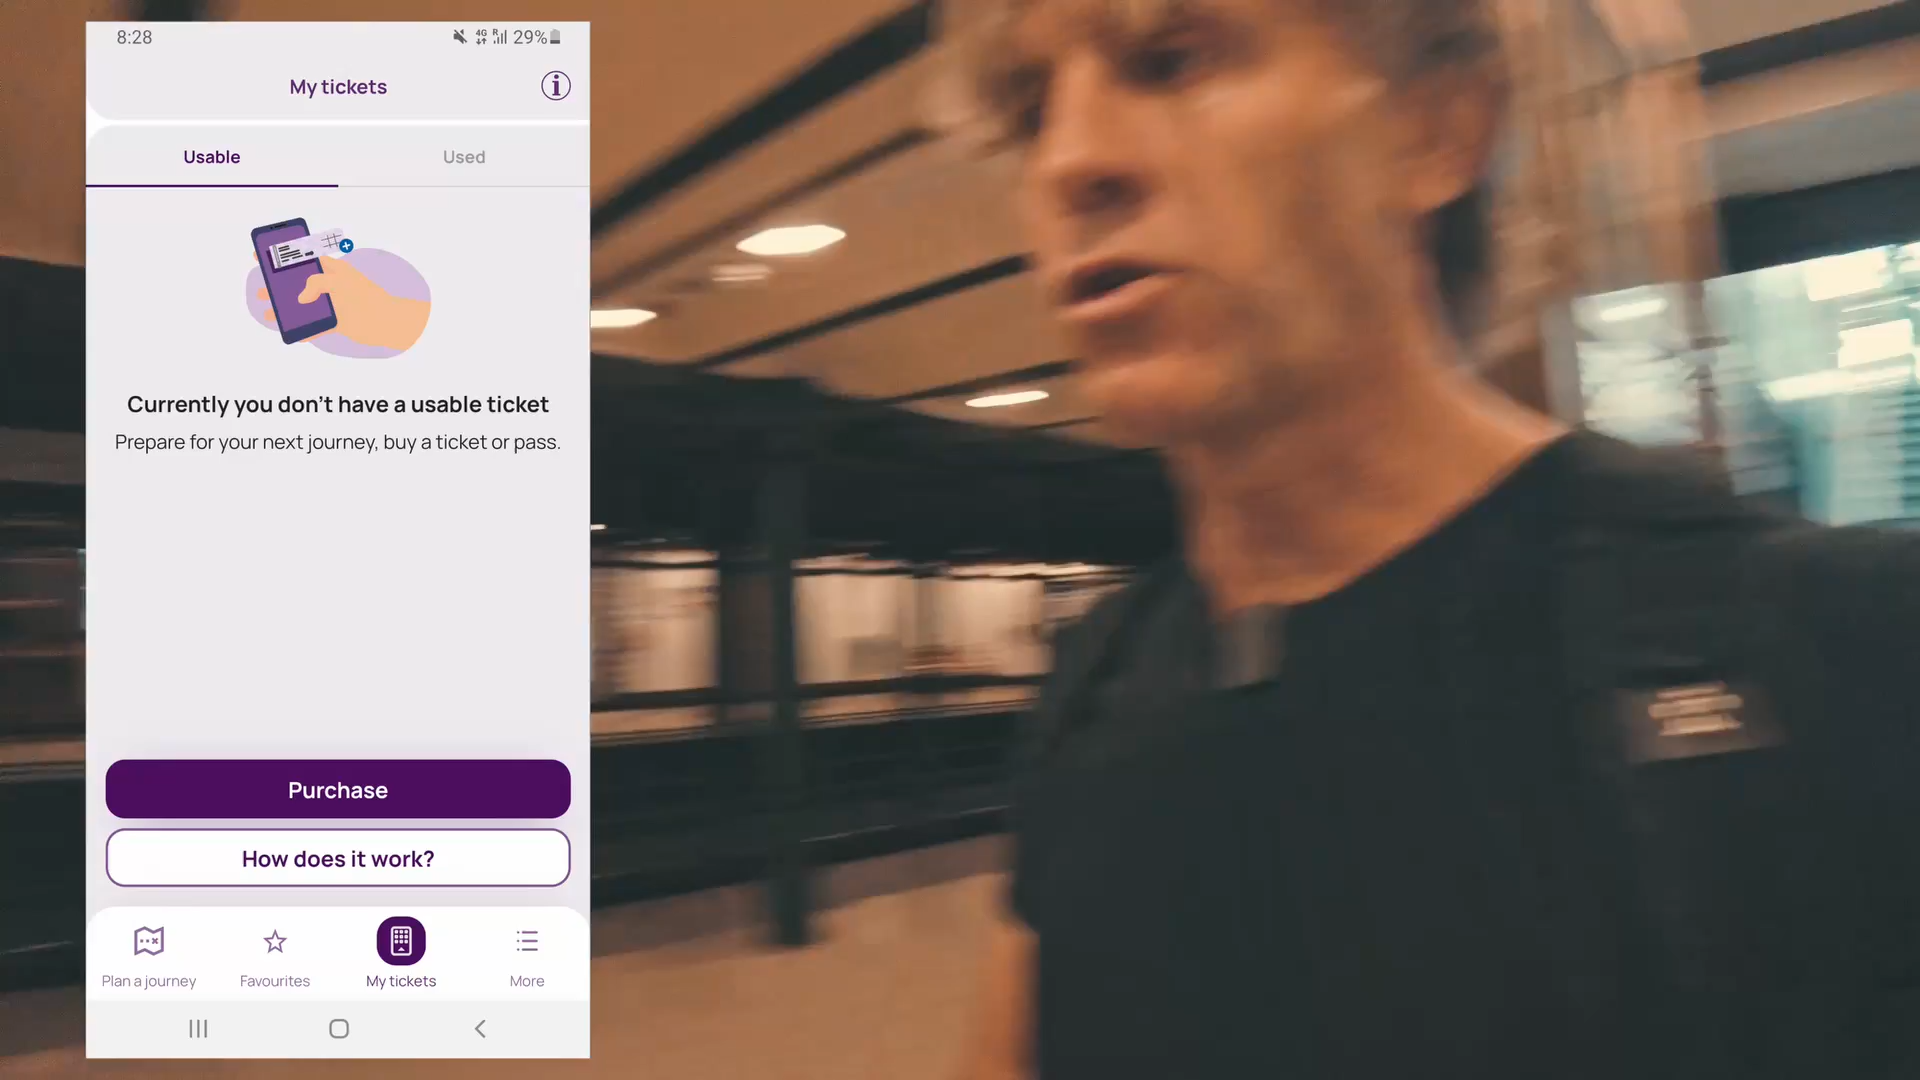 8:28
4G R 29%
My tickets
Usable
Used
Currently you don't have a usable ticket
Prepare for your next journey, buy a ticket or pass.
Purchase
How does it work?
Plan a journey
Favourites
My tickets
More